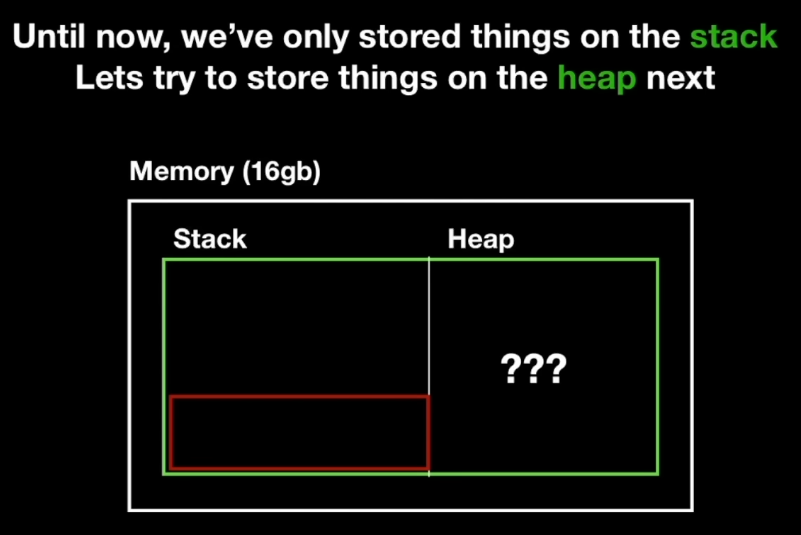 Until now, we've only stored things on the stack
Lets try to store things on the heap next
Memory (16gb)
Stack
Heap
???